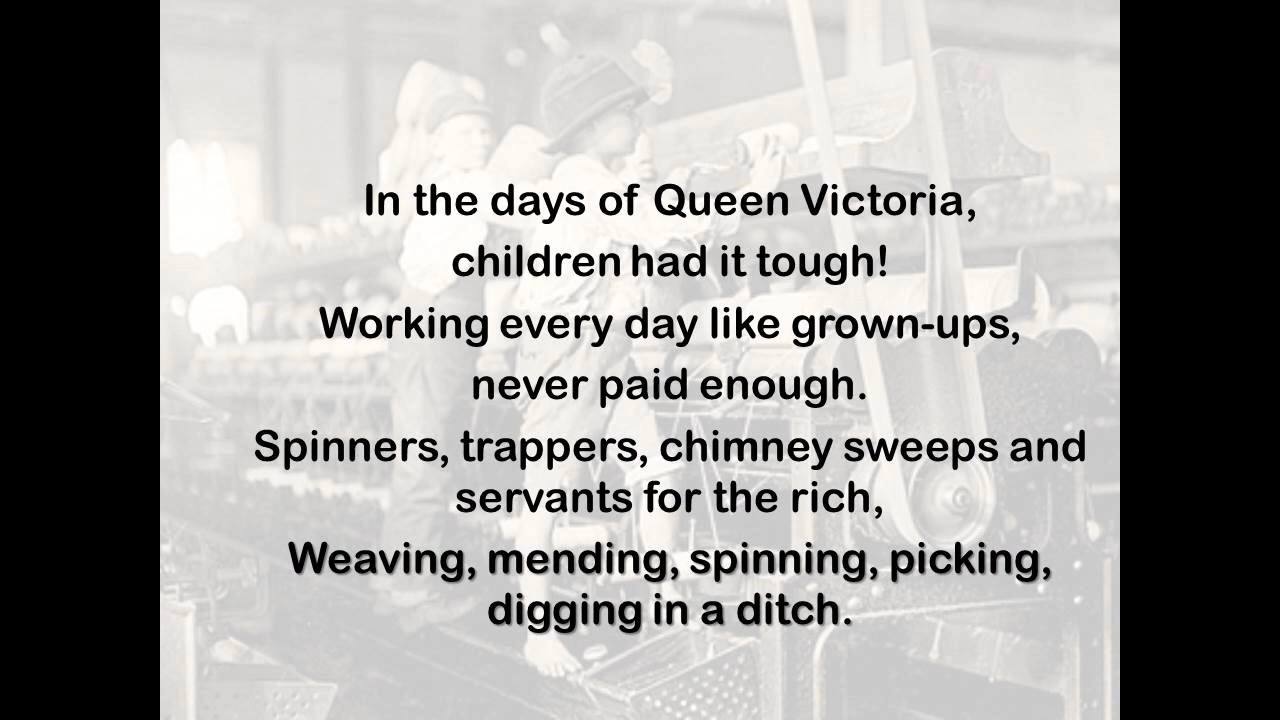 In the days of Queen Victoria,
children had it tough!
Working every day like grown-ups,
never paid enough.
Spinners, trappers, chimney sweeps and
servants for the rich,
Weaving, mending, spinning, picking,
digging in a ditch.